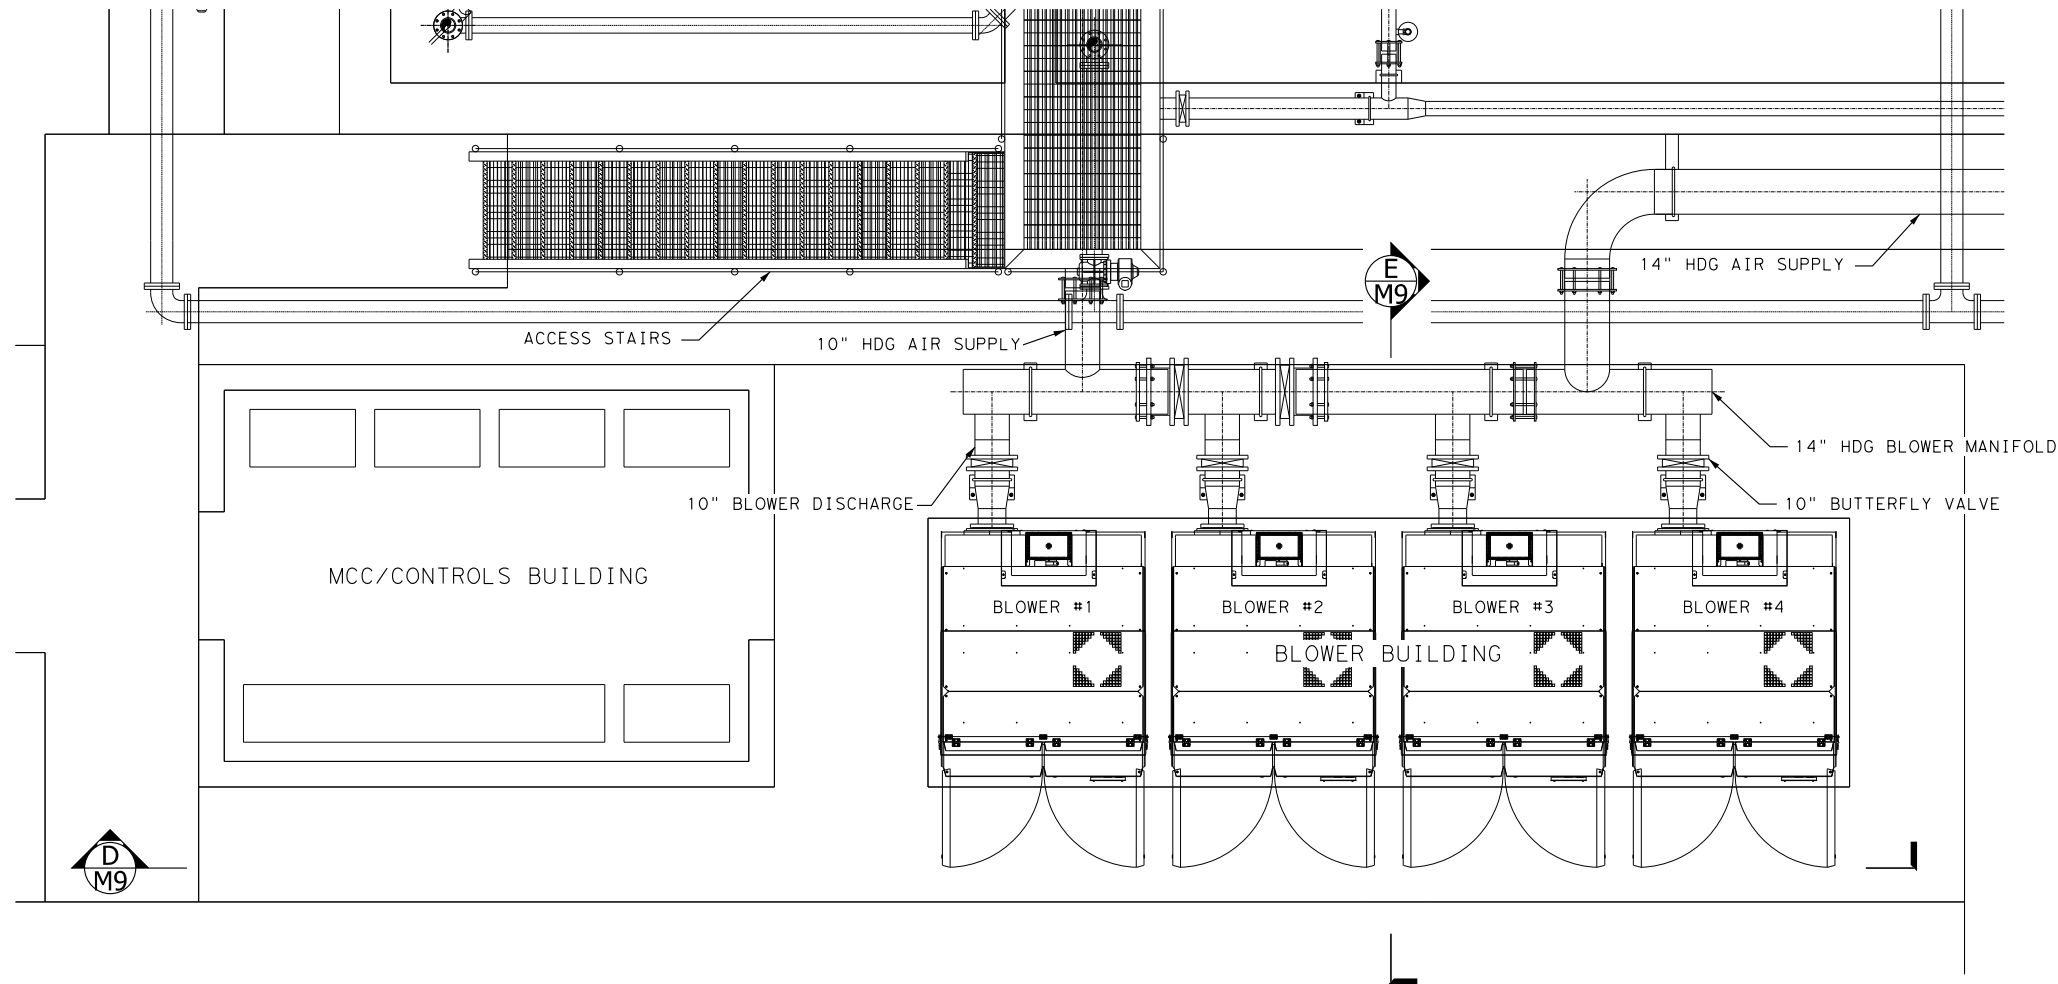 E
M9
14" HDG AIR SUPPLY
ACCESS STAIRS
10" HDG AIR SUPPLY
14" HDG BLOWER MANIFOLD
10" BLOWER DISCHARGE
10" BUTTERFLY VALVE
MCC/CONTROLS BUILDING
BLOWER #1
BLOWER #2
BLOWER #3
BLOWER #4
BLOWER BUILDING
D
M9